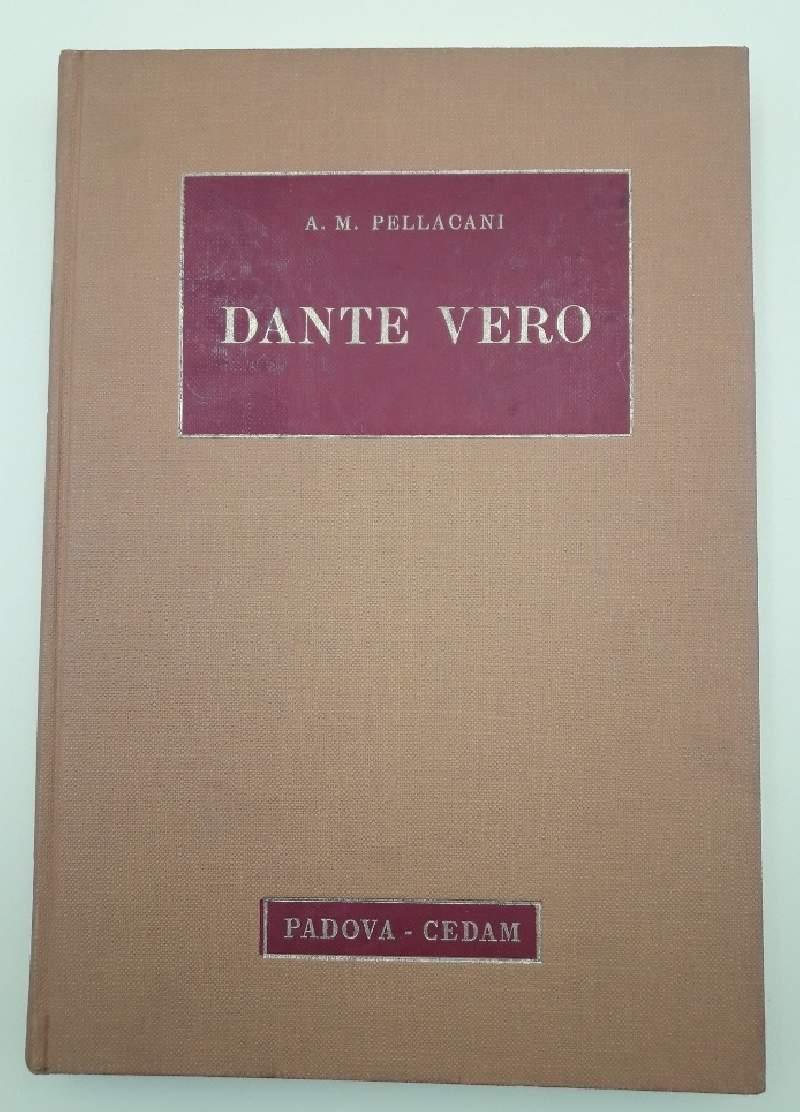 A. M. PELLACANI
DANTE VERO
PADOVA - CEDAM